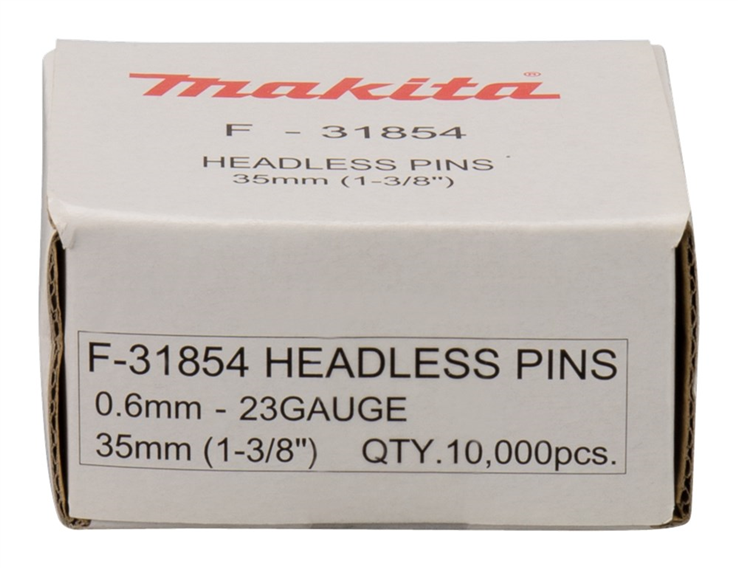 makita®
F - 31854
HEADLESS PINS
35mm (1-3/8")
F-31854 HEADLESS PINS
0.6mm - 23GAUGE
35mm (1-3/8") QTY.10,000pcs.